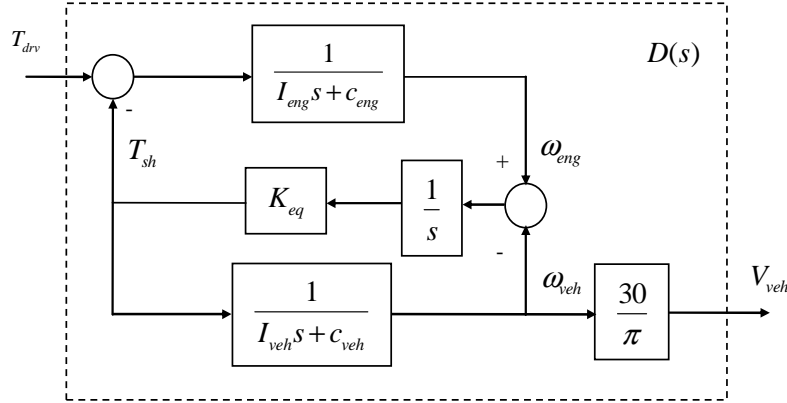 T_drv
D(s)
1
I_eng s + c_eng
-
T_sh
+
ω_eng
K_eq
1
s
-
1
I_veh s + c_veh
ω_veh
30
π
V_veh